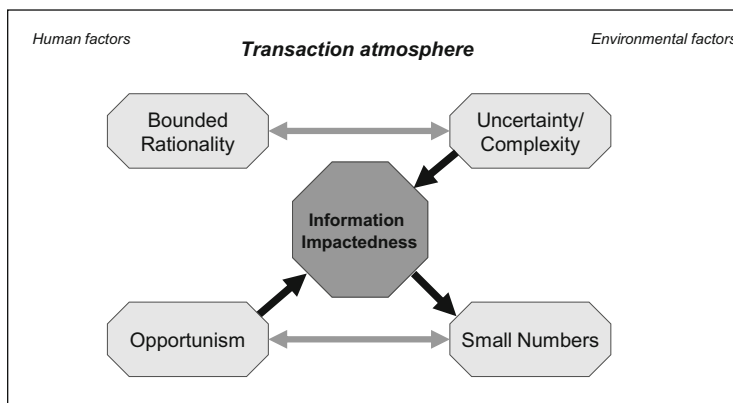 Human factors
Transaction atmosphere
Environmental factors
Bounded
Rationality
Uncertainty/
Complexity
Information
Impactedness
Opportunism
Small Numbers